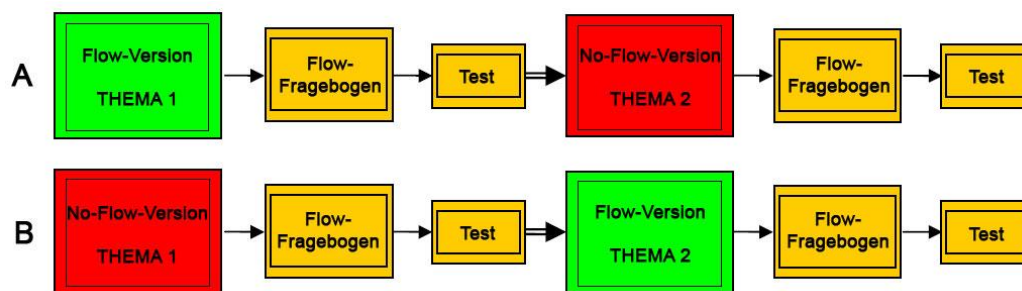 A
Flow-Version
THEMA 1
Flow-
Fragebogen
Test
No-Flow-Version
THEMA 2
Flow-
Fragebogen
Test
B
No-Flow-Version
THEMA 1
Flow-
Fragebogen
Test
Flow-Version
THEMA 2
Flow-
Fragebogen
Test